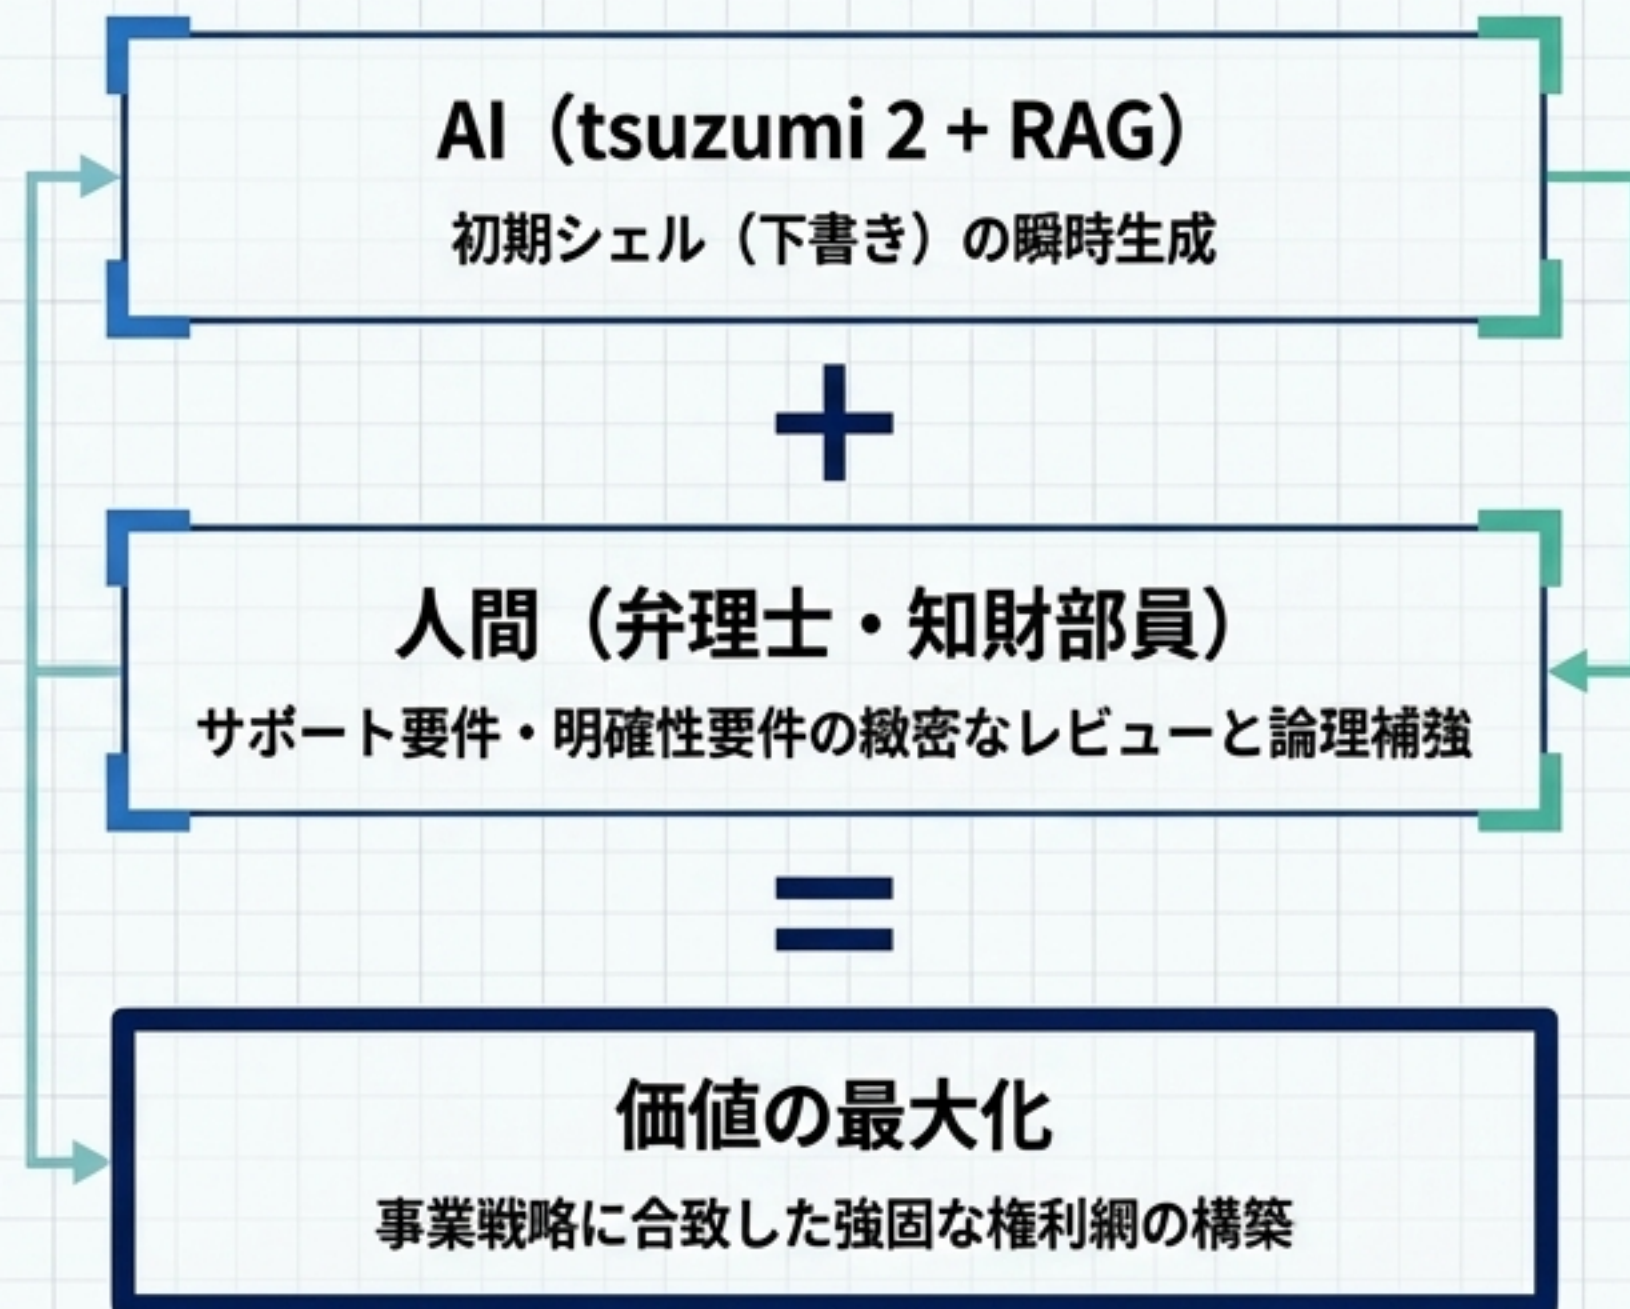 AI（tsuzumi 2 + RAG）
初期シェル（下書き）の瞬時生成
+
人間（弁理士・知財部員）
サポート要件・明確性要件の緻密なレビューと論理補強
=
価値の最大化
事業戦略に合致した強固な権利網の構築